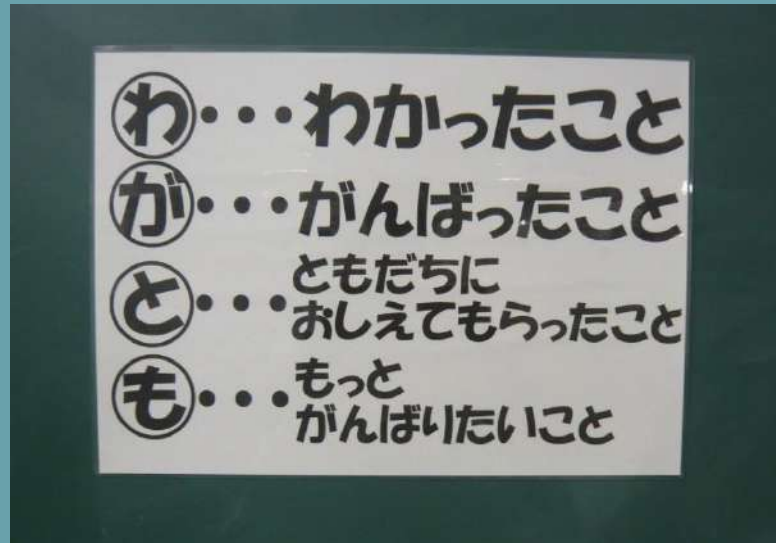 わ・・・わかったこと
が・・・がんばったこと
と・・・ともだちに
おしえてもらったこと
も・・・もっと
がんばりたいこと